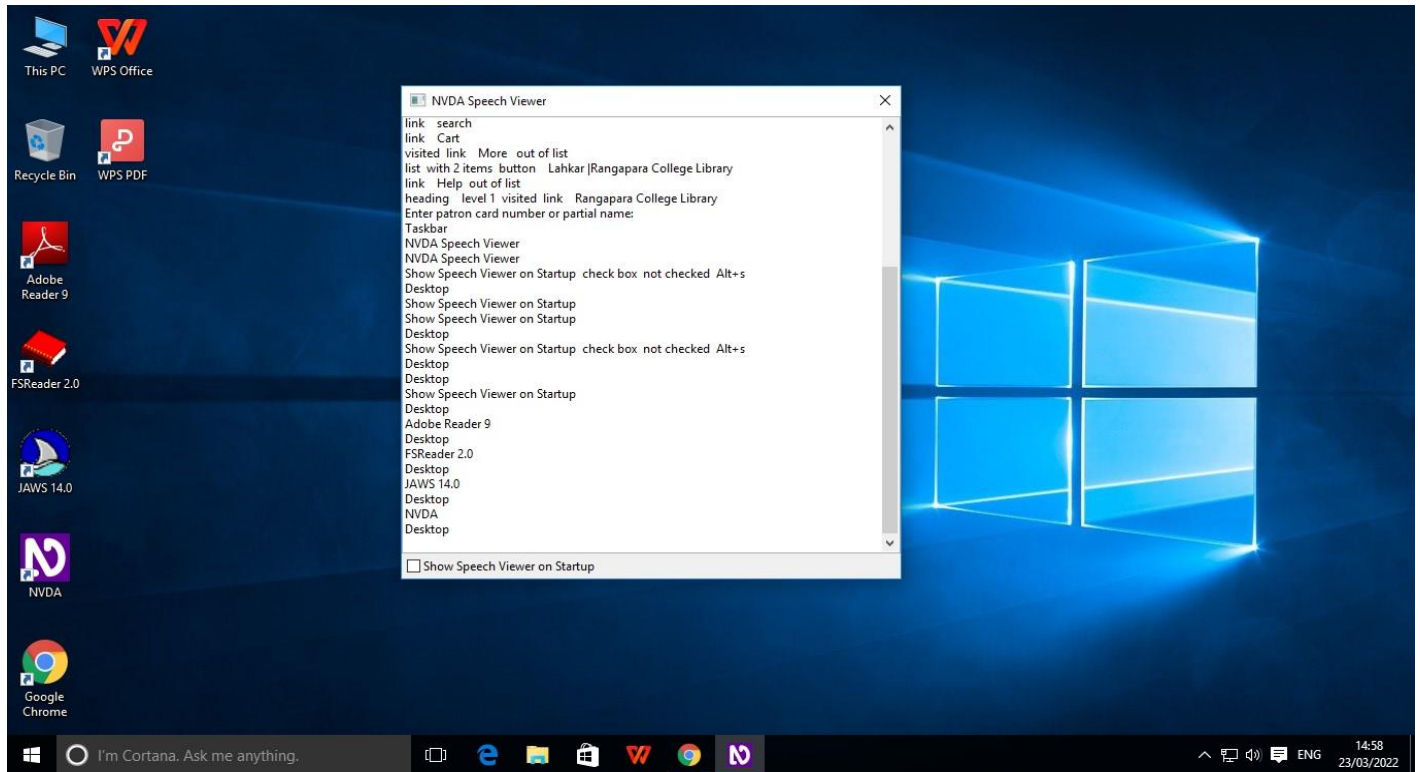 This PC
WPS Office
Recycle Bin
WPS PDF
Adobe
Reader 9
FSReader 2.0
JAWS 14.0
NVDA
Google
Chrome
NVDA Speech Viewer
link search
link Cart
visited link More out of list
list with 2 items button Lahkar |Rangapara College Library
link Help out of list
heading level 1 visited link Rangapara College Library
Enter patron card number or partial name:
Taskbar
NVDA Speech Viewer
NVDA Speech Viewer
Show Speech Viewer on Startup check box not checked Alt+s
Desktop
Show Speech Viewer on Startup
Show Speech Viewer on Startup
Desktop
Show Speech Viewer on Startup check box not checked Alt+s
Desktop
Desktop
Show Speech Viewer on Startup
Desktop
Adobe Reader 9
Desktop
FSReader 2.0
Desktop
JAWS 14.0
Desktop
NVDA
Desktop
Show Speech Viewer on Startup
I'm Cortana. Ask me anything.
ENG
14:58
23/03/2022